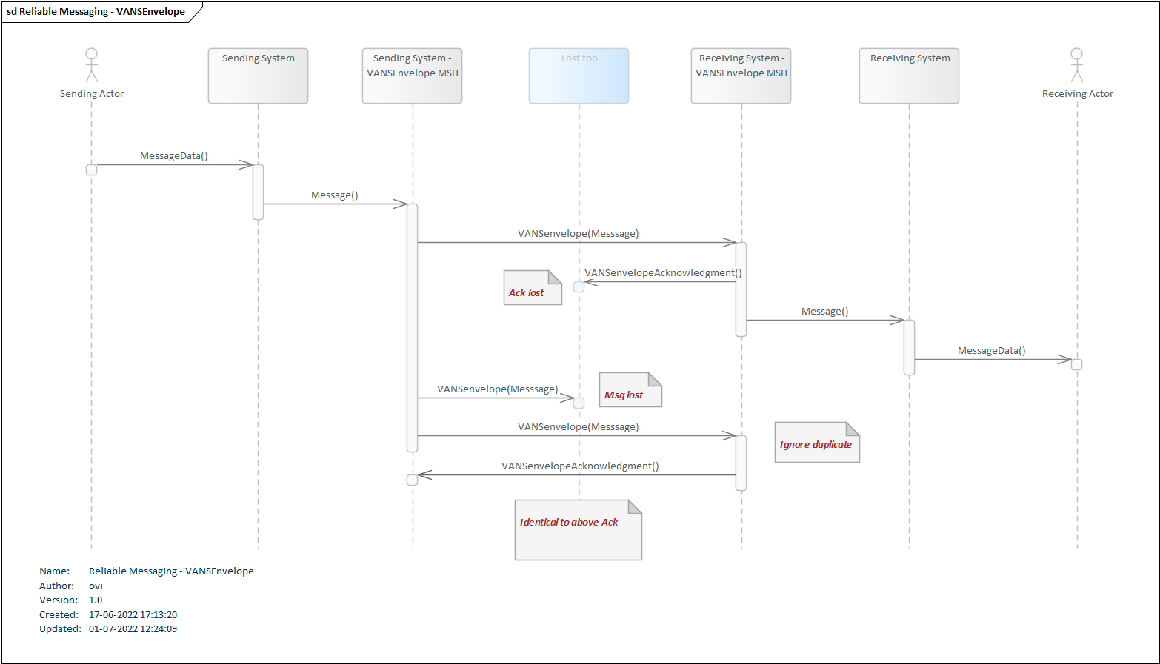 sd Reliable Messaging - VANSEnvelope
Sending System
Sending System -
VANSEnvelope MSH
Lost too
Receiving System -
VANSEnvelope MSH
Receiving System
Sending Actor
Receiving Actor
MessageData()
Message()
VANSenvelope(Messsage)
VANSenvelopeAcknowledgment()
Ack lost
Message()
MessageData()
VANSenvelope(Messsage)
Msg lost
VANSenvelope(Messsage)
Ignore duplicate
VANSenvelopeAcknowledgment()
Identical to above Ack
Name: Reliable Messaging - VANSEnvelope
Author: ovi
Version: 1.0
Created: 17-06-2022 17:13:20
Updated: 01-07-2022 12:24:09